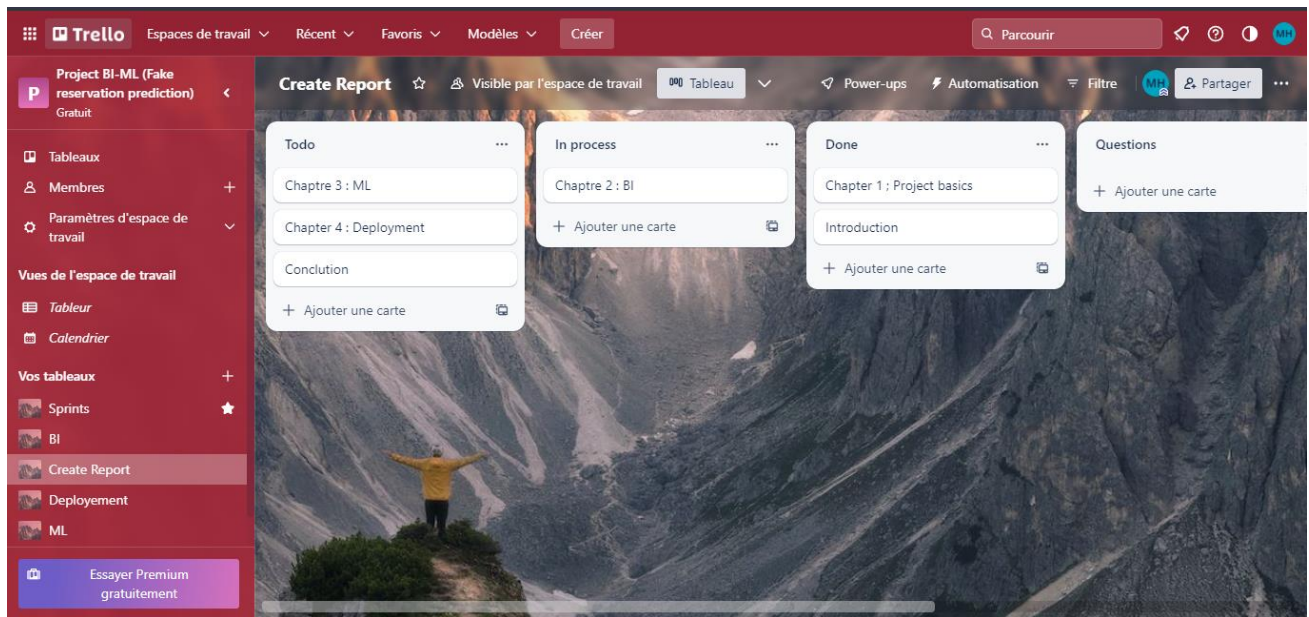 Trello Espaces de travail Récent Favoris Modèles Créer Parcourir MH
P Project BI-ML (Fake
reservation prediction)
Gratuit
Tableaux
Membres
Paramètres d'espace de
travail
Vues de l'espace de travail
Tableur
Calendrier
Vos tableaux
Sprints
BI
Create Report
Deployement
ML
Essayer Premium
gratuitement
Create Report Visible par l'espace de travail Tableau Power-ups Automatisation Filtre MH Partager
Todo
Chaptre 3 : ML
Chapter 4 : Deployment
Conclution
Ajouter une carte
In process
Chaptre 2 : BI
Ajouter une carte
Done
Chapter 1 ; Project basics
Introduction
Ajouter une carte
Questions
Ajouter une carte